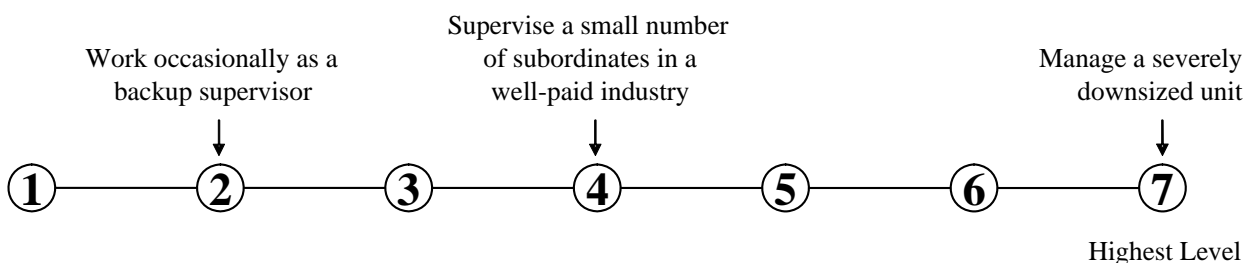 Work occasionally as a
backup supervisor
Supervise a small number
of subordinates in a
well-paid industry
Manage a severely
downsized unit
1 2 3 4 5 6 7
Highest Level